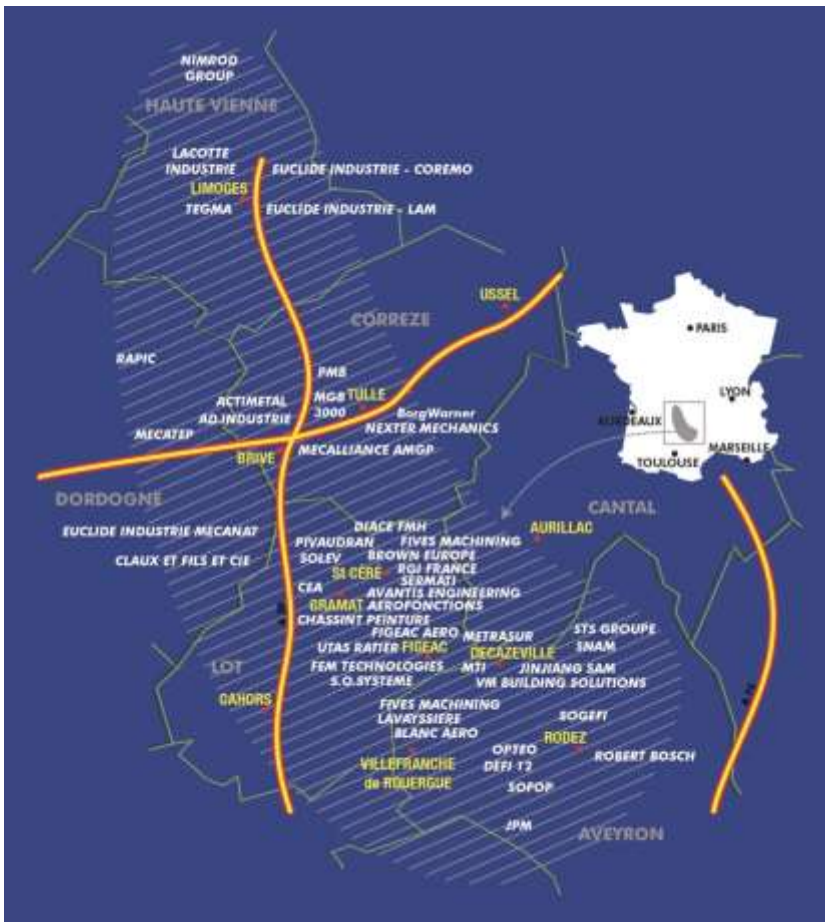 NIMROD
GROUP
HAUTE VIENNE
LACOTTE
INDUSTRIE
EUCLIDE INDUSTRIE - COREMO
LIMOGES
TEGMA
EUCLIDE INDUSTRIE - LAM
USSEL
CORREZE
PARIS
RAPIC
PMB
LYON
ACTIMETAL
MGB
3000
TULLE
AD.INDUSTRIE
BorgWarner
BORDEAUX
MECATEP
NEXTER MECHANICS
BRIVE
MECALLIANCE AMGP
MARSEILLE
TOULOUSE
DORDOGNE
CANTAL
EUCLIDE INDUSTRIE MECANAT
DIACE FMH
AURILLAC
PIVAUDRAN
FIVES MACHINING
CLAUX ET FILS ET CIE
SOLEV
BROWN EUROPE
St CERE
RGI FRANCE
SERMATI
CEA
AVANTIS ENGINEERING
GRAMAT
AEROFONCTIONS
CHASSINT PEINTURE
FIGEAC AERO
METRASUR
STS GROUPE
UTAS RATIER
FIGEAC
DECAZEVILLE
SNAM
LOT
FEM TECHNOLOGIES
MTI
JINJIANG SAM
S.O.SYSTEME
VM BUILDING SOLUTIONS
CAHORS
FIVES MACHINING
LAVAYSSIERE
SOGEFI
BLANC AERO
RODEZ
OPTEO
ROBERT BOSCH
VILLEFRANCHE
de ROUERGUE
DEFI 12
SOPOP
JPM
AVEYRON